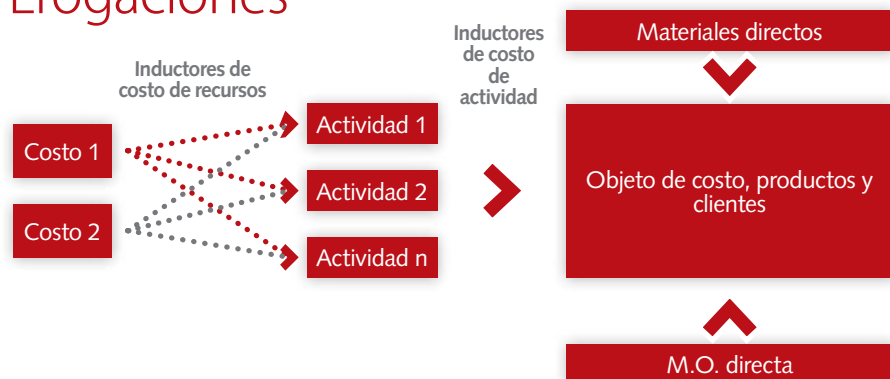 Erogaciones
Inductores de
costo de recursos
Costo 1
Costo 2
Actividad 1
Actividad 2
Actividad n
Inductores
de costo
de
actividad
Materiales directos
Objeto de costo, productos y
clientes
M.O. directa